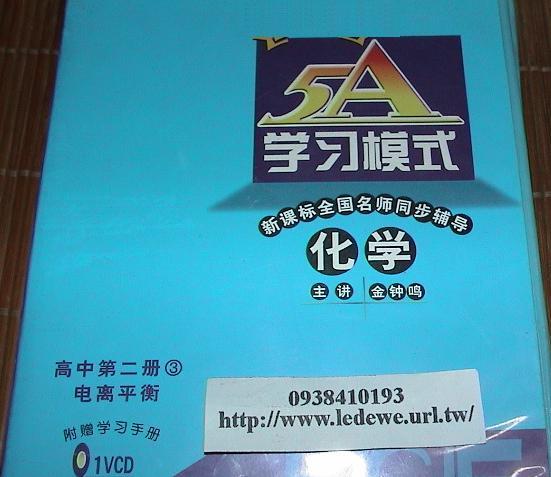 5A
学习模式
新课标全国名师同步辅导
化学
主讲 金钟鸣
高中第二册③
电离平衡
附赠学习手册
1VCD
0938410193
http://www.ledewe.url.tw/